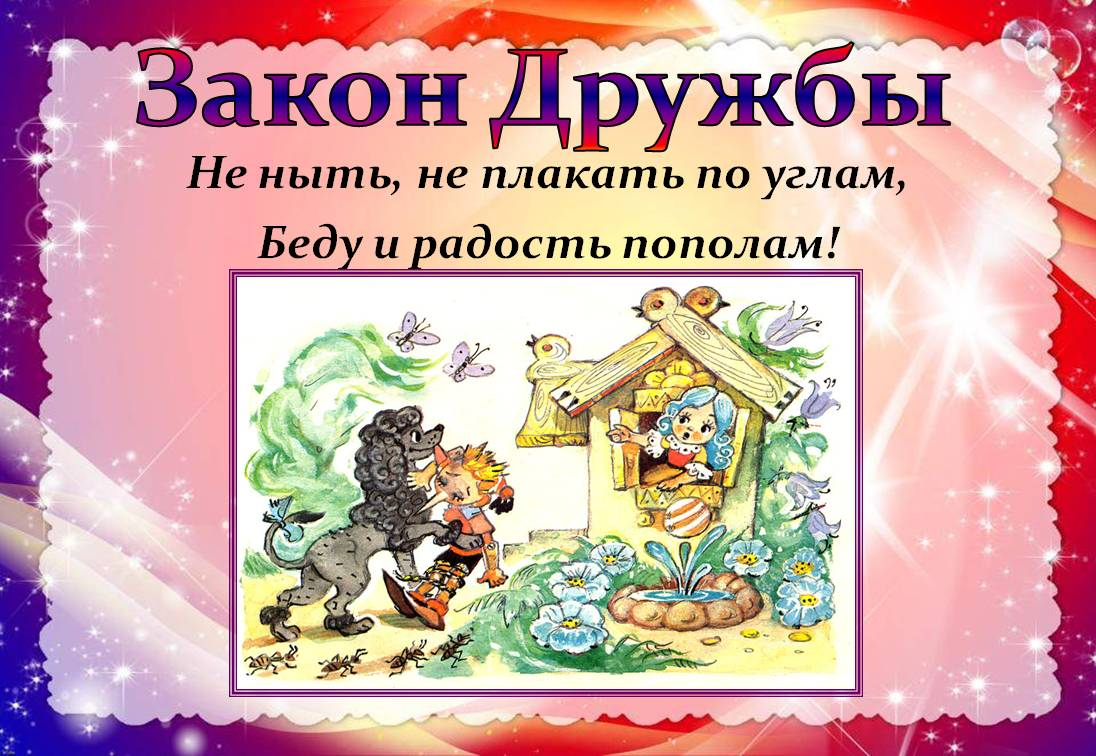 Закон Дружбы
Не ныть, не плакать по углам,
Беду и радость пополам!